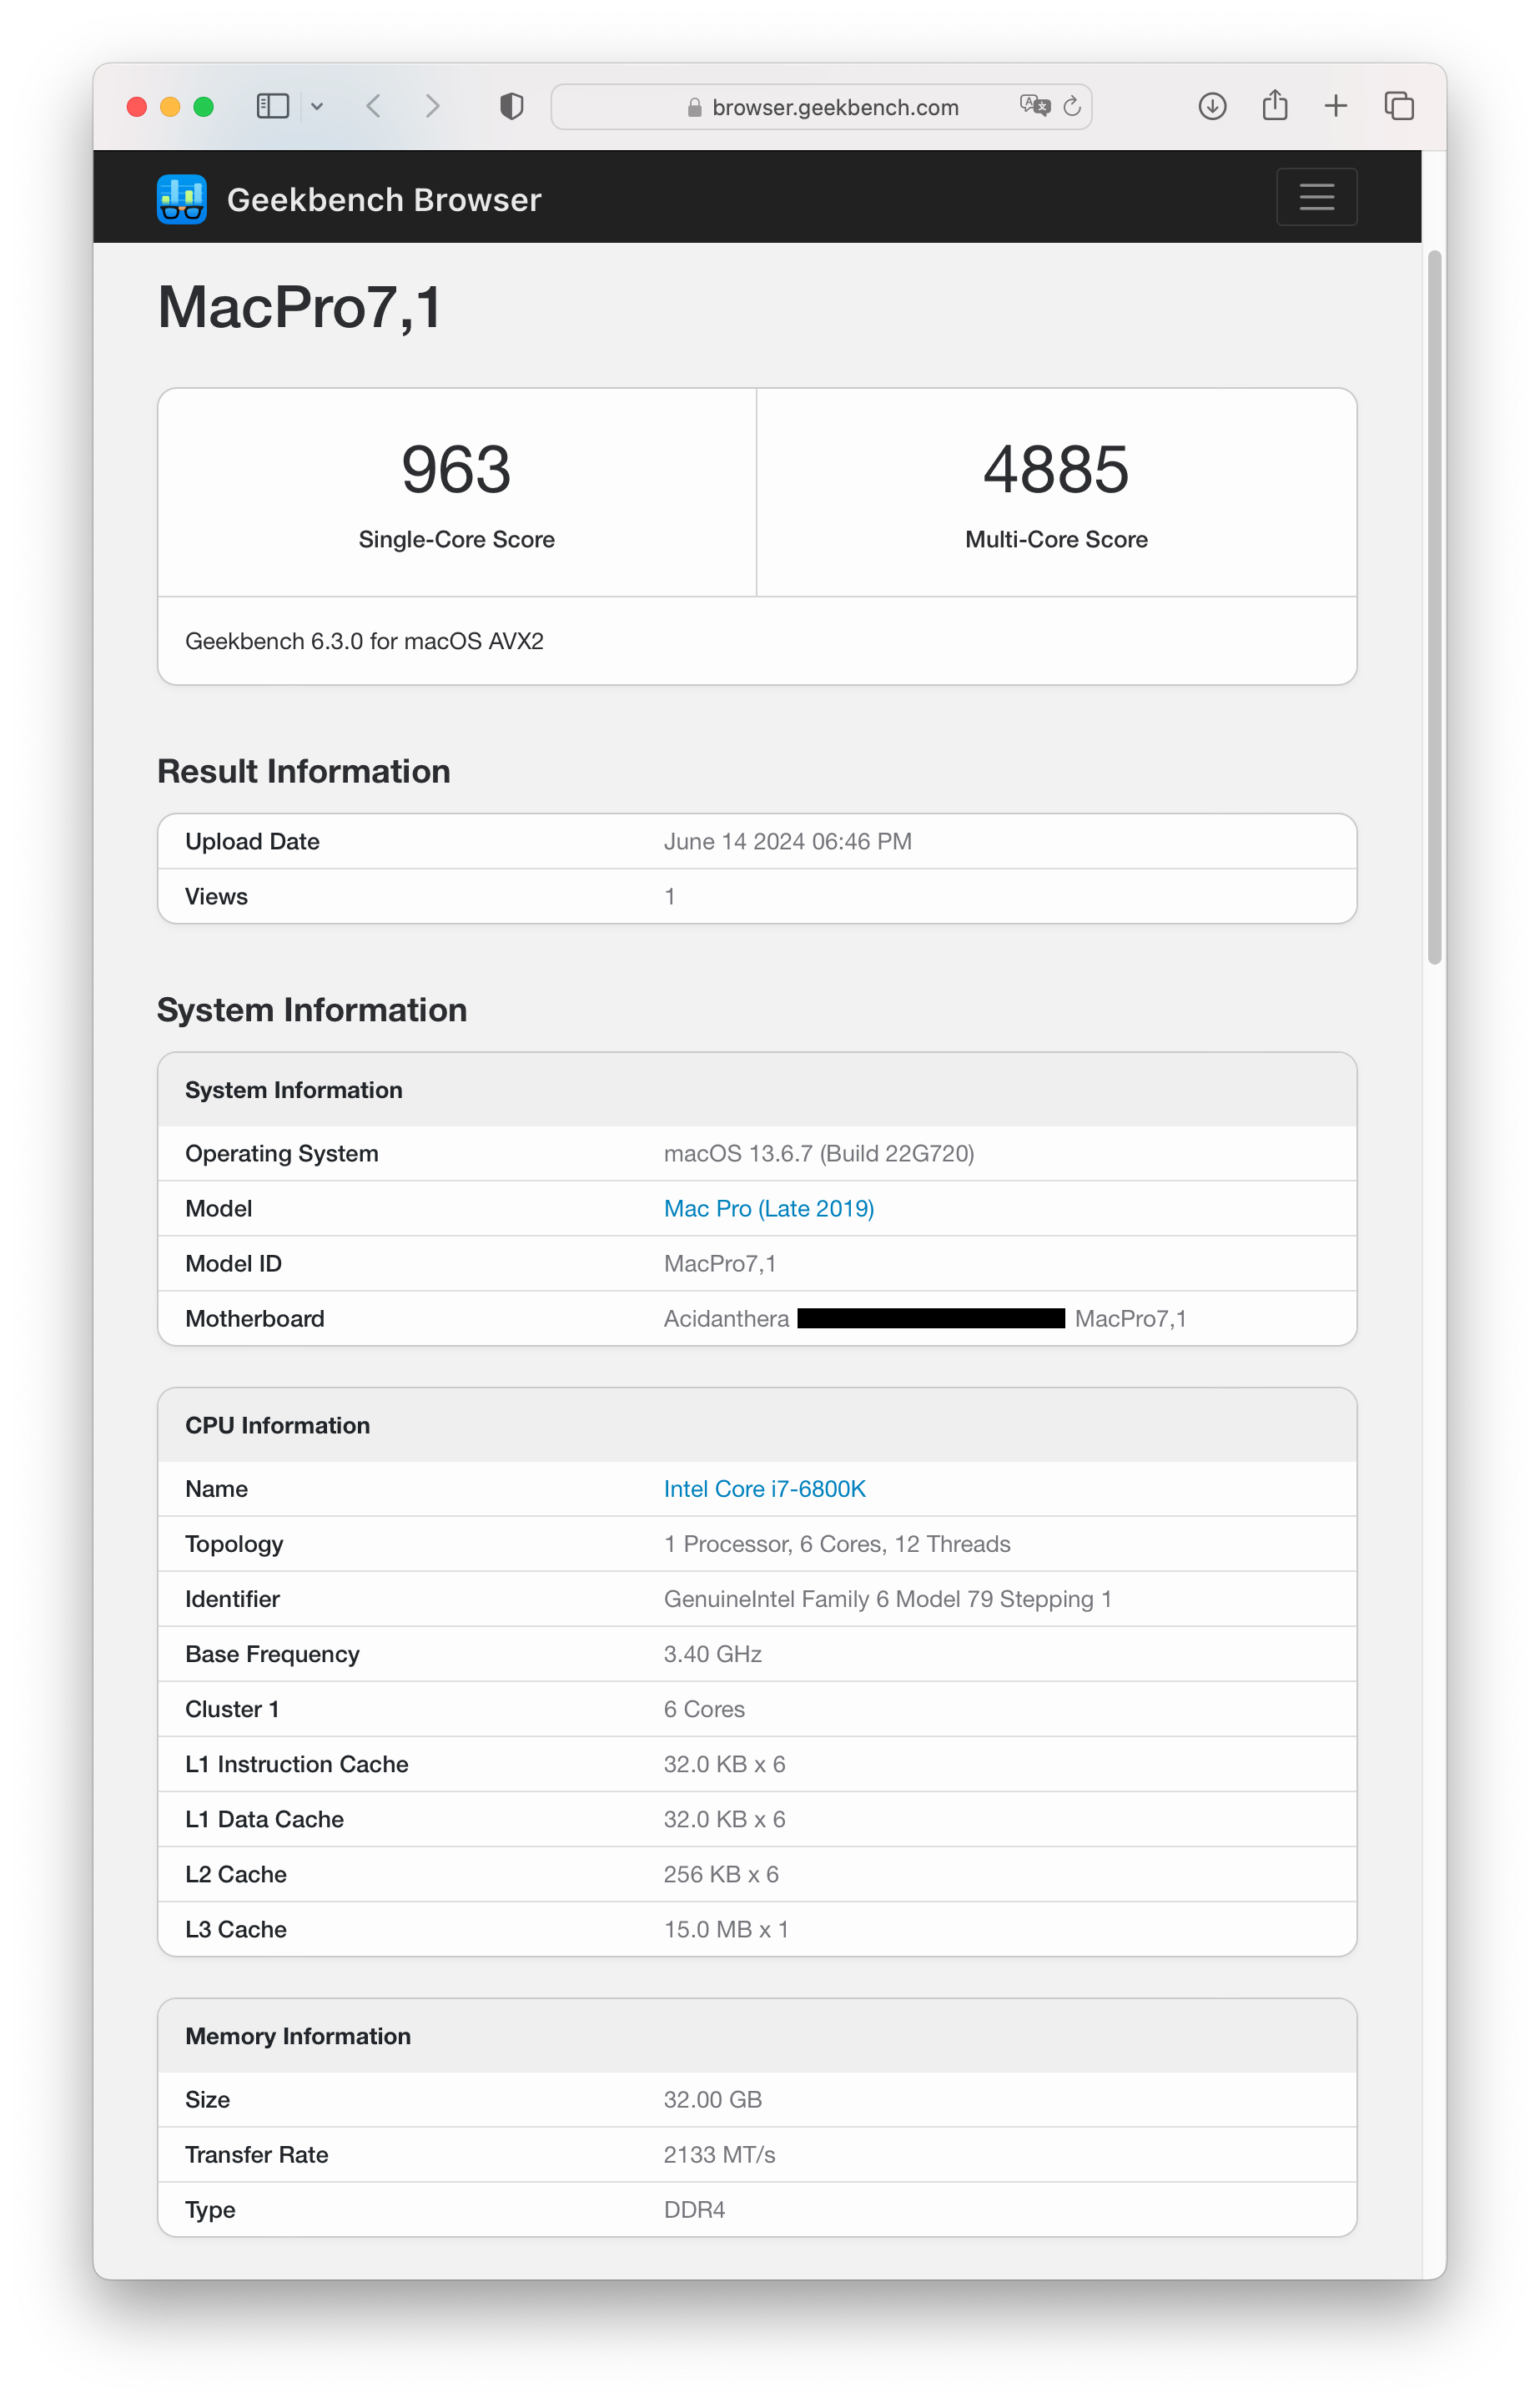 browser.geekbench.com
Geekbench Browser
MacPro7,1
963
Single-Core Score
4885
Multi-Core Score
Geekbench 6.3.0 for macOS AVX2
Result Information
Upload Date June 14 2024 06:46 PM
Views 1
System Information
System Information
Operating System macOS 13.6.7 (Build 22G720)
Model Mac Pro (Late 2019)
Model ID MacPro7,1
Motherboard Acidanthera MacPro7,1
CPU Information
Name Intel Core i7-6800K
Topology 1 Processor, 6 Cores, 12 Threads
Identifier GenuineIntel Family 6 Model 79 Stepping 1
Base Frequency 3.40 GHz
Cluster 1 6 Cores
L1 Instruction Cache 32.0 KB x 6
L1 Data Cache 32.0 KB x 6
L2 Cache 256 KB x 6
L3 Cache 15.0 MB x 1
Memory Information
Size 32.00 GB
Transfer Rate 2133 MT/s
Type DDR4